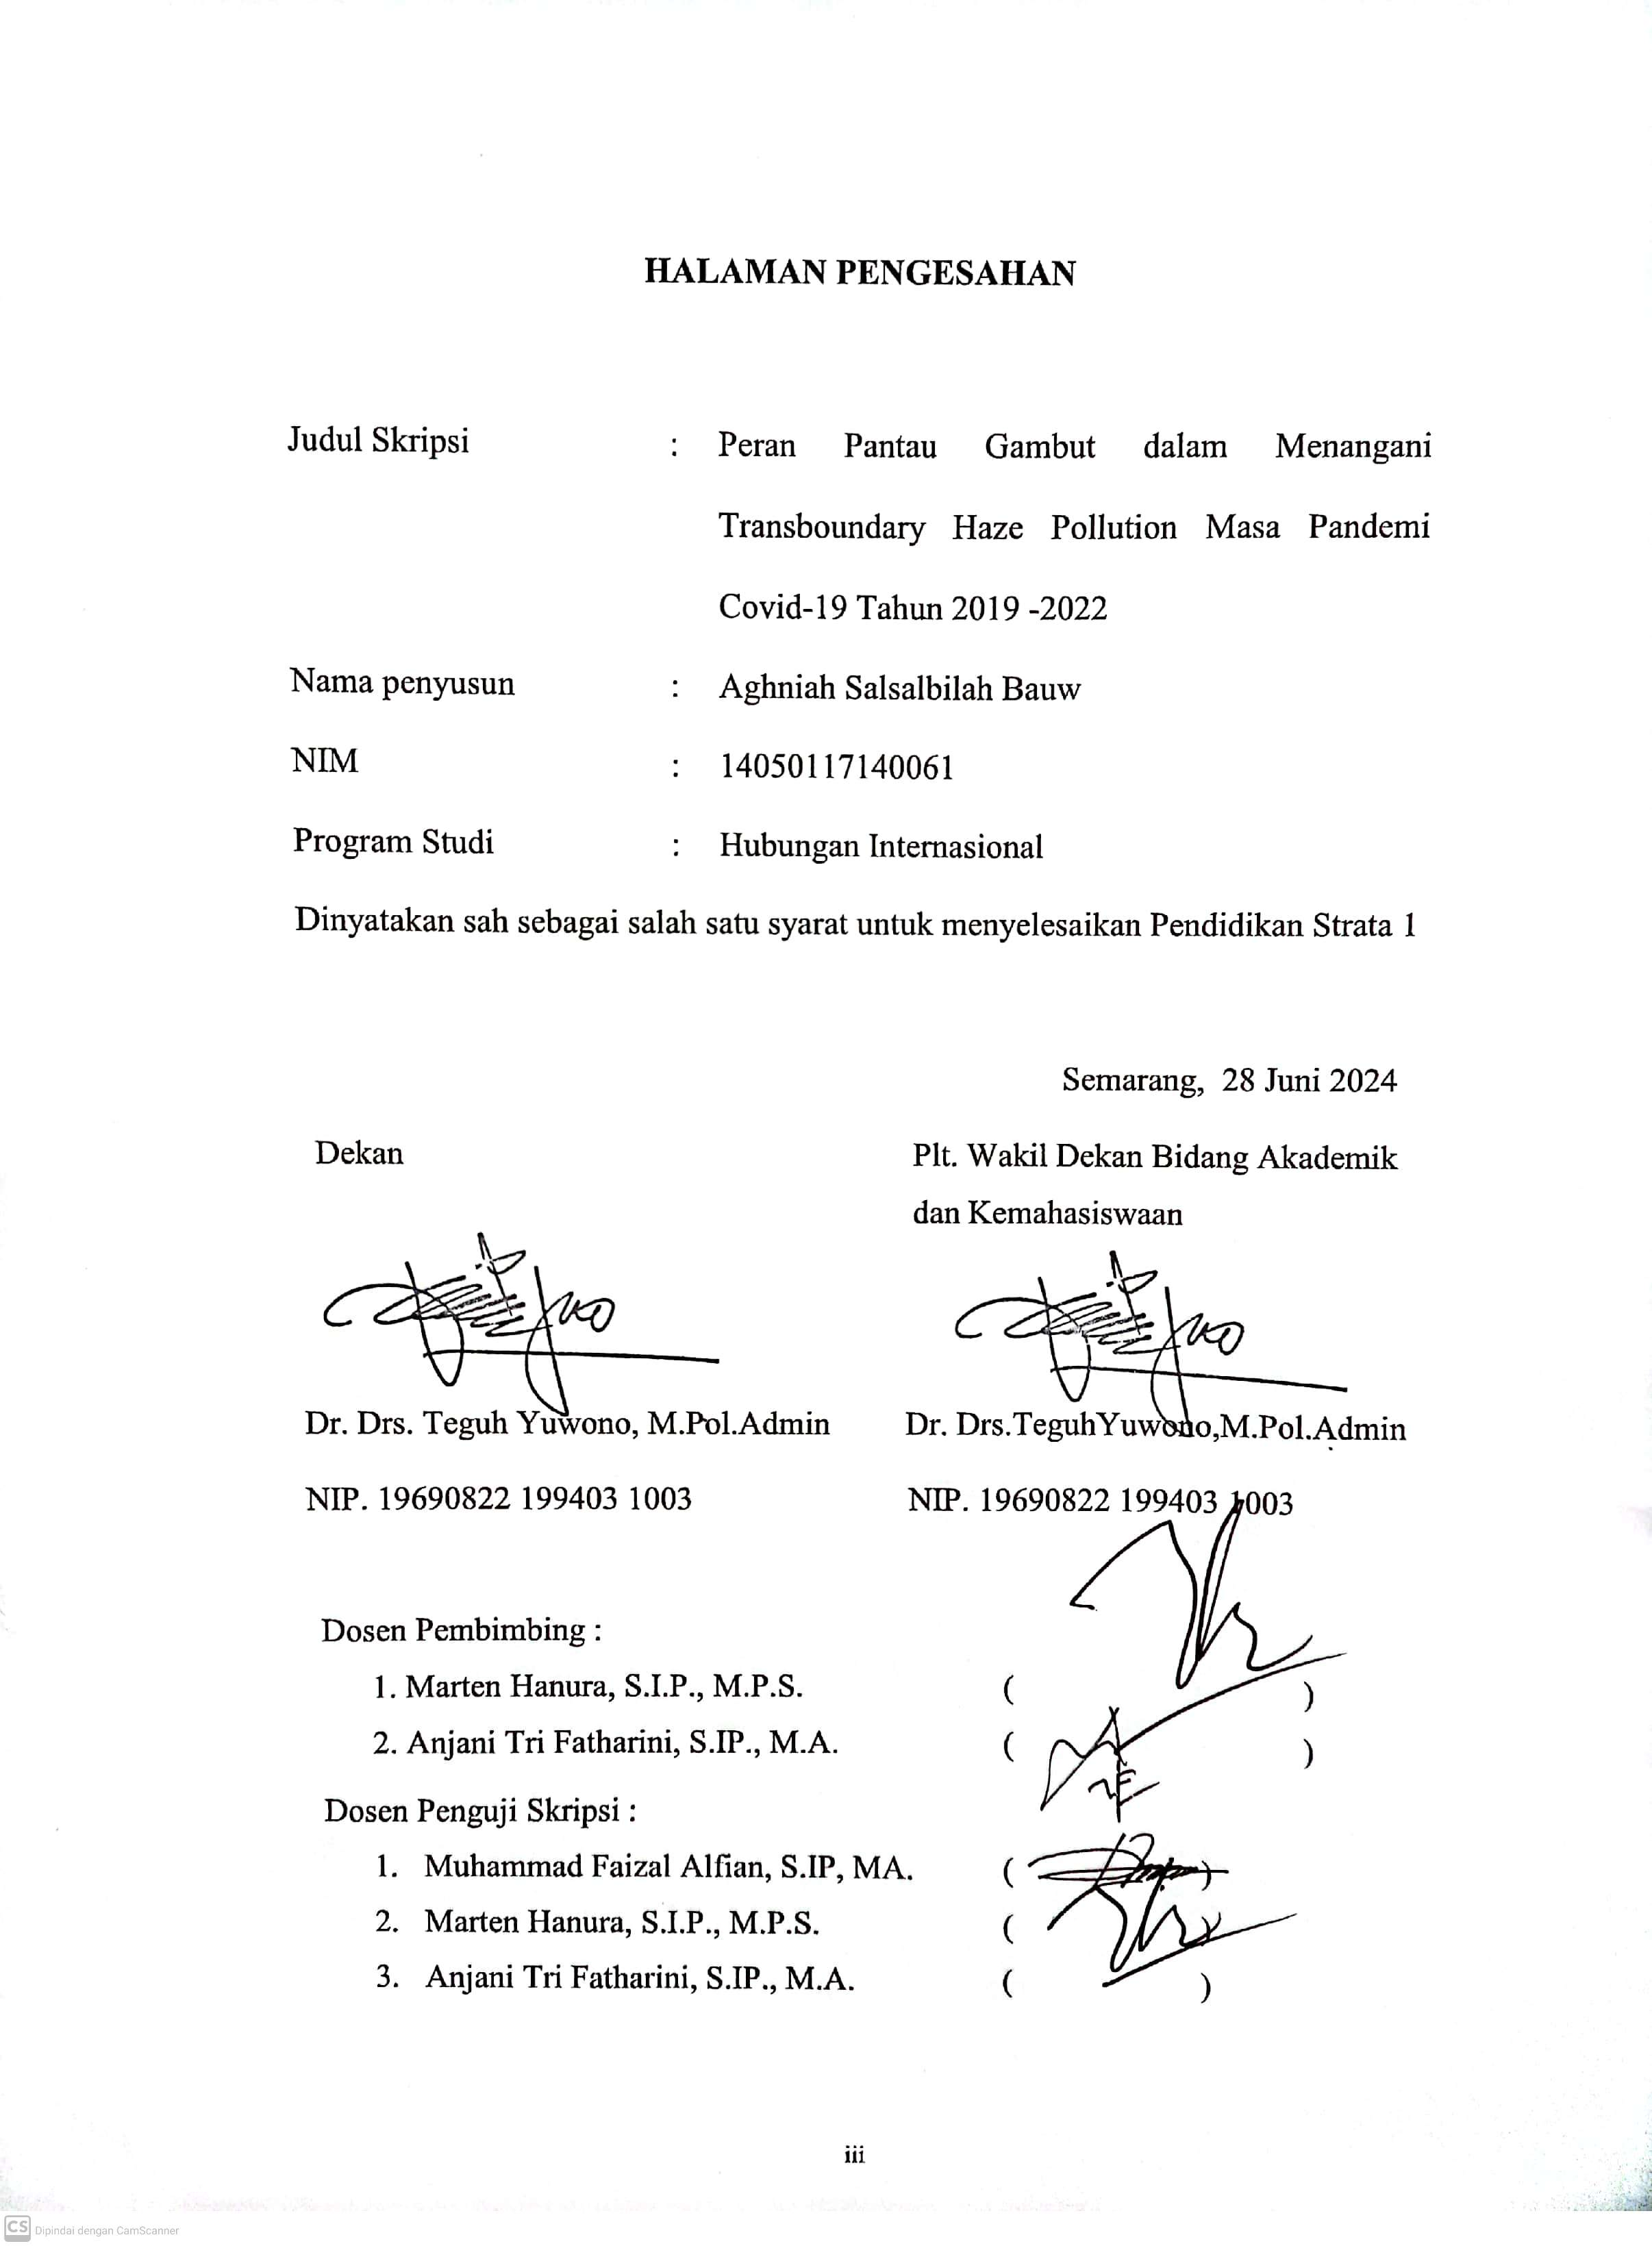 HALAMAN PENGESAHAN
Judul Skripsi : Peran Pantau Gambut dalam Menangani
Transboundary Haze Pollution Masa Pandemi
Covid-19 Tahun 2019 -2022
Nama penyusun : Aghniah Salsalbilah Bauw
NIM : 14050117140061
Program Studi : Hubungan Internasional
Dinyatakan sah sebagai salah satu syarat untuk menyelesaikan Pendidikan Strata 1
Semarang, 28 Juni 2024
Dekan
Plt. Wakil Dekan Bidang Akademik
dan Kemahasiswaan
Dr. Drs. Teguh Yuwono, M.Pol.Admin
Dr. Drs.TeguhYuwono,M.Pol.Admin
NIP. 19690822 199403 1003
NIP. 19690822 199403 1003
Dosen Pembimbing :
1. Marten Hanura, S.I.P., M.P.S. ( )
2. Anjani Tri Fatharini, S.IP., M.A. ( )
Dosen Penguji Skripsi :
1. Muhammad Faizal Alfian, S.IP, MA. ( )
2. Marten Hanura, S.I.P., M.P.S. ( )
3. Anjani Tri Fatharini, S.IP., M.A. ( )
iii
CS Dipindai dengan CamScanner